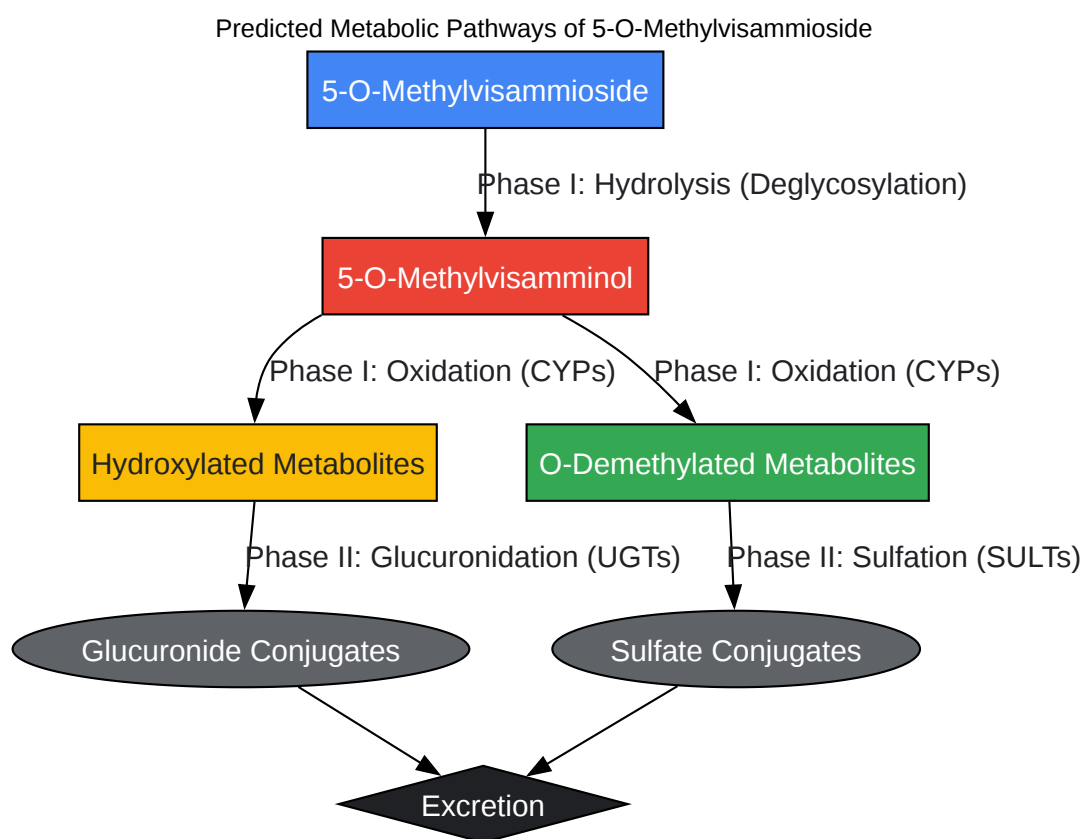 Predicted Metabolic Pathways of 5-O-Methylvisammioside
5-O-Methylvisammioside
Phase I: Hydrolysis (Deglycosylation)
5-O-Methylvisamminol
Phase I: Oxidation (CYPs)
Phase I: Oxidation (CYPs)
Hydroxylated Metabolites
O-Demethylated Metabolites
Phase II: Glucuronidation (UGTs)
Phase II: Sulfation (SULTs)
Glucuronide Conjugates
Sulfate Conjugates
Excretion